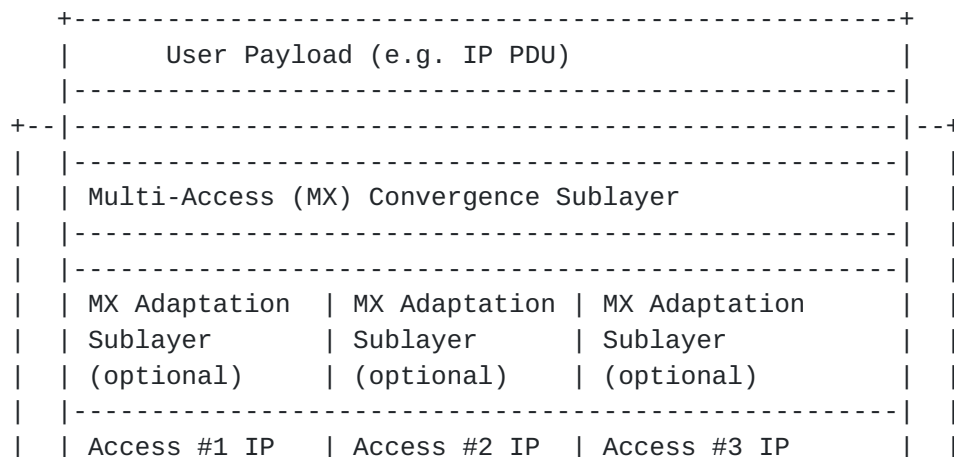 +-----------------------------------------------------+
|      User Payload (e.g. IP PDU)                     |
|-----------------------------------------------------|
+--|-----------------------------------------------------|--+
|  |-----------------------------------------------------|  |
|  | Multi-Access (MX) Convergence Sublayer              |  |
|  |-----------------------------------------------------|  |
|  |-----------------------------------------------------|  |
|  | MX Adaptation  | MX Adaptation | MX Adaptation      |  |
|  | Sublayer       | Sublayer      | Sublayer           |  |
|  | (optional)     | (optional)    | (optional)         |  |
|  |-----------------------------------------------------|  |
|  | Access #1 IP   | Access #2 IP  | Access #3 IP       |  |